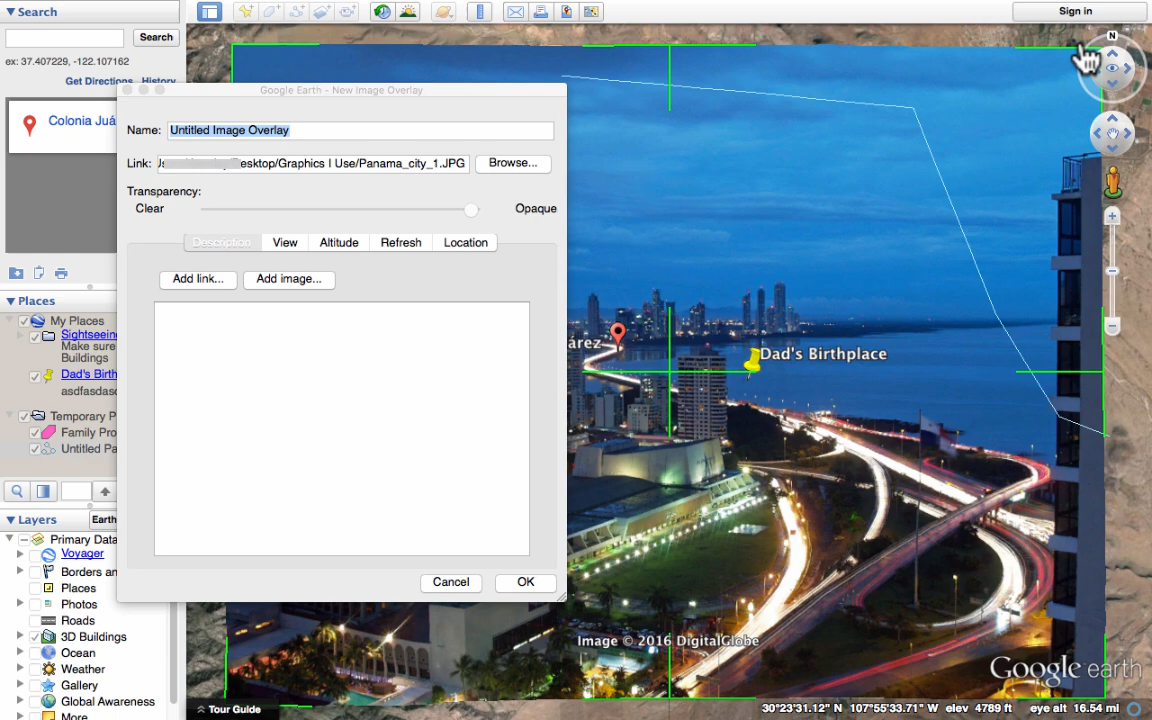 Search
Sign in
Search
ex: 37.407229, -122.107162
Get Directions History
Colonia Juá
N
Google Earth - New Image Overlay
Name: Untitled Image Overlay
Link: Desktop/Graphics I Use/Panama_city_1.JPG Browse...
Transparency:
Clear Opaque
Description View Altitude Refresh Location
Add link... Add image...
Cancel OK
Places
My Places
Sightseein
Make sure
Buildings
Dad's Birth
asdfasdasc
Temporary P
Family Pro
Untitled Pa
Layers Earth
Primary Data
Voyager
Borders an
Places
Photos
Roads
3D Buildings
Ocean
Weather
Gallery
Global Awareness
More
árez
Dad's Birthplace
Image © 2016 DigitalGlobe
Google earth
Tour Guide
30°23'31.12" N 107°55'33.71" W elev 4789 ft eye alt 16.54 mi